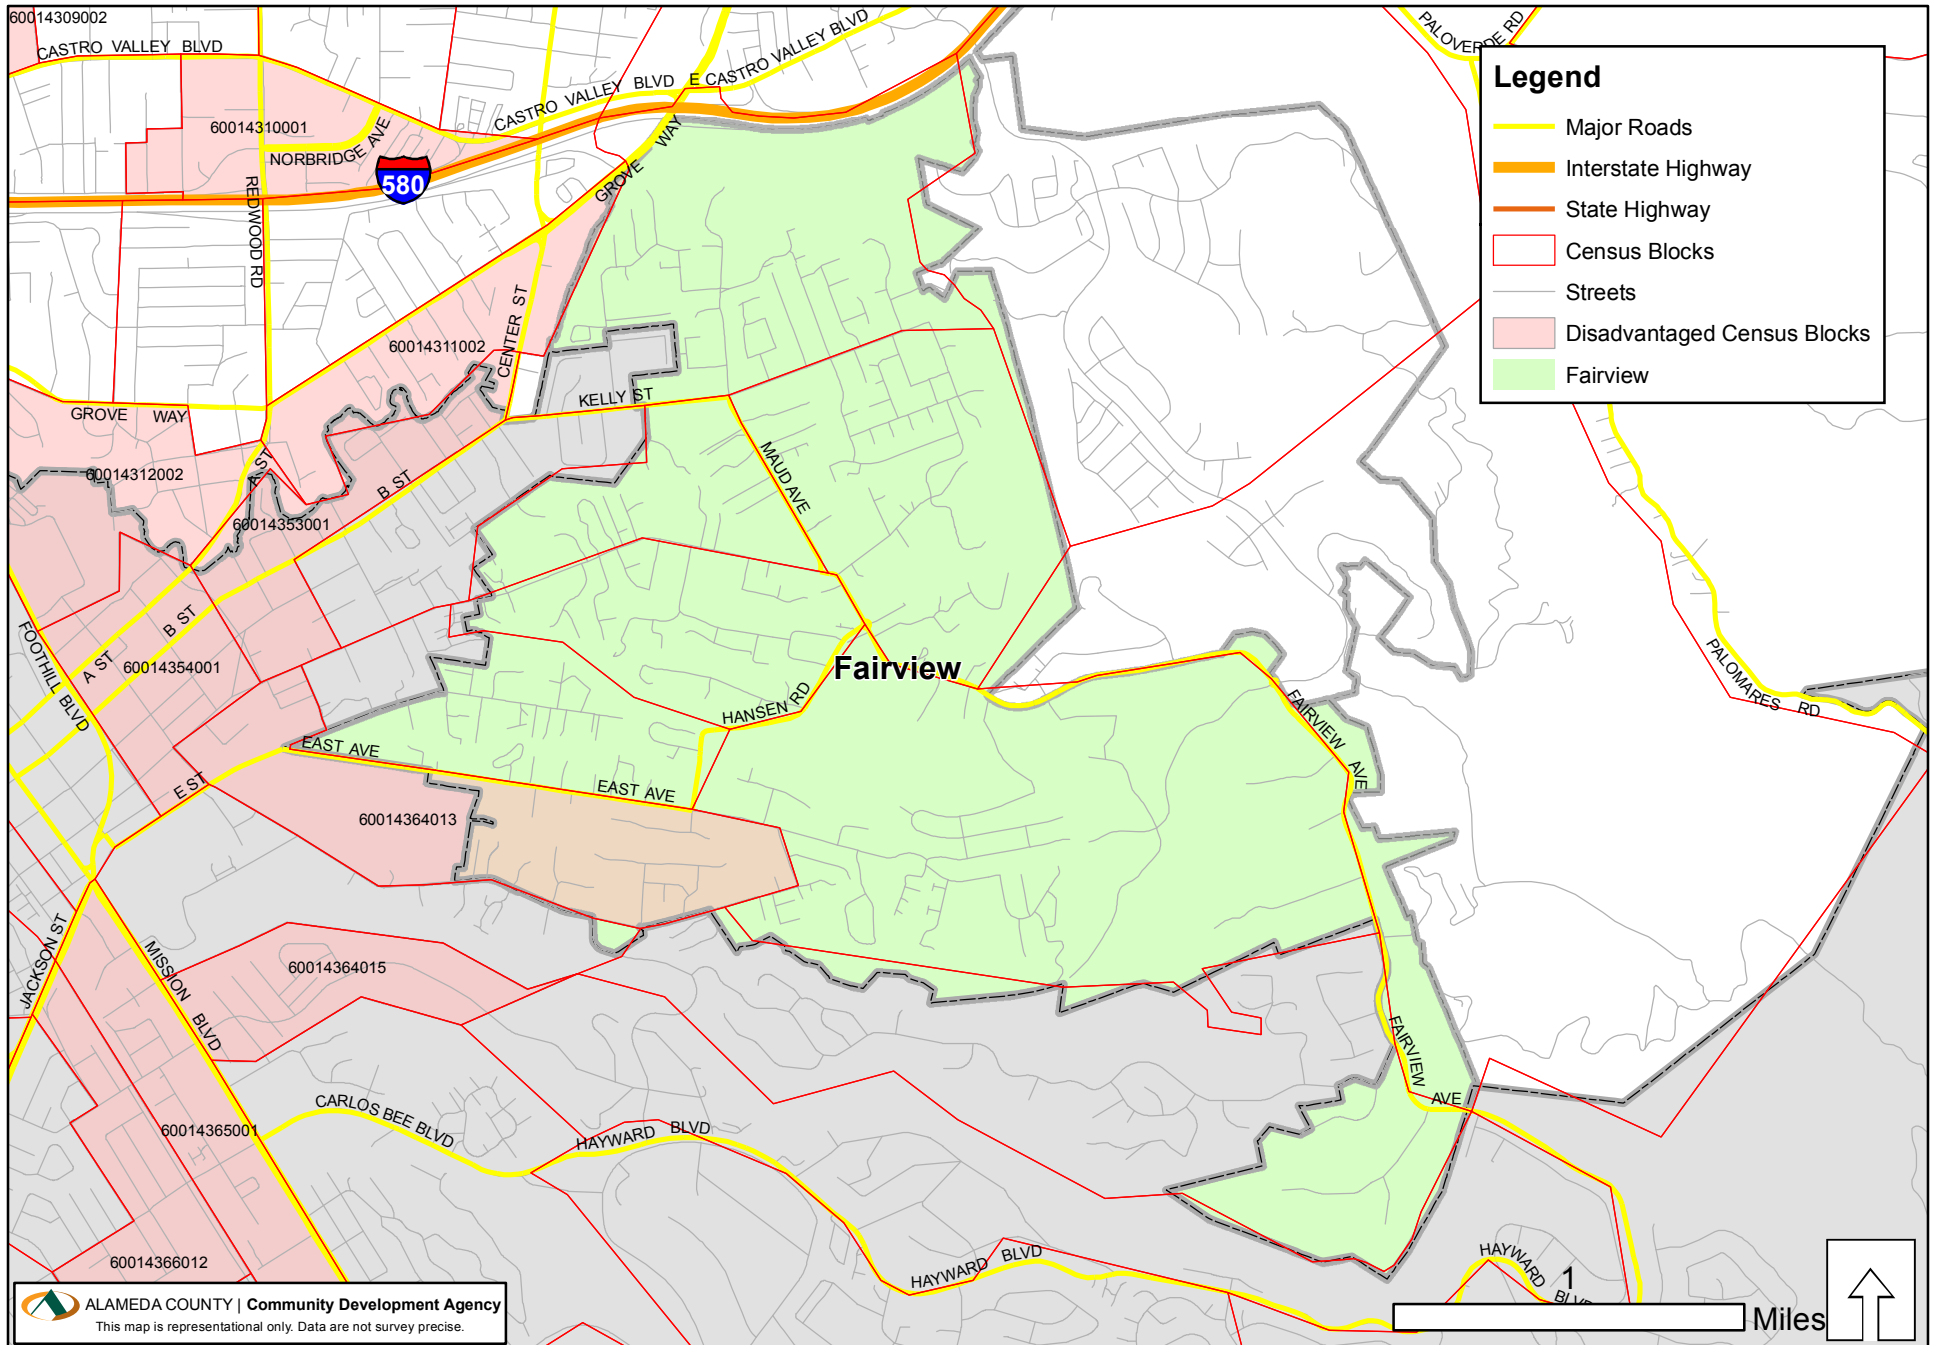 60014309002
CASTRO VALLEY BLVD
CASTRO VALLEY BLVD
E CASTRO VALLEY BLVD
PALOVERDE RD
60014310001
NORBRIDGE AVE
580
REDWOOD RD
GROVE WAY
Legend
Major Roads
Interstate Highway
State Highway
Census Blocks
Streets
Disadvantaged Census Blocks
Fairview
CENTER ST
60014311002
KELLY ST
GROVE WAY
MAUD AVE
60014312002
A ST
B ST
60014353001
FOOTHILL BLVD
A ST
B ST
60014354001
Fairview
HANSEN RD
FAIRVIEW AVE
PALOMARES RD
EAST AVE
EAST AVE
E ST
60014364013
JACKSON ST
MISSION BLVD
60014364015
FAIRVIEW AVE
CARLOS BEE BLVD
60014365001
HAYWARD BLVD
HAYWARD BLVD
HAYWARD BLVD
60014366012
1
Miles
ALAMEDA COUNTY | Community Development Agency
This map is representational only. Data are not survey precise.